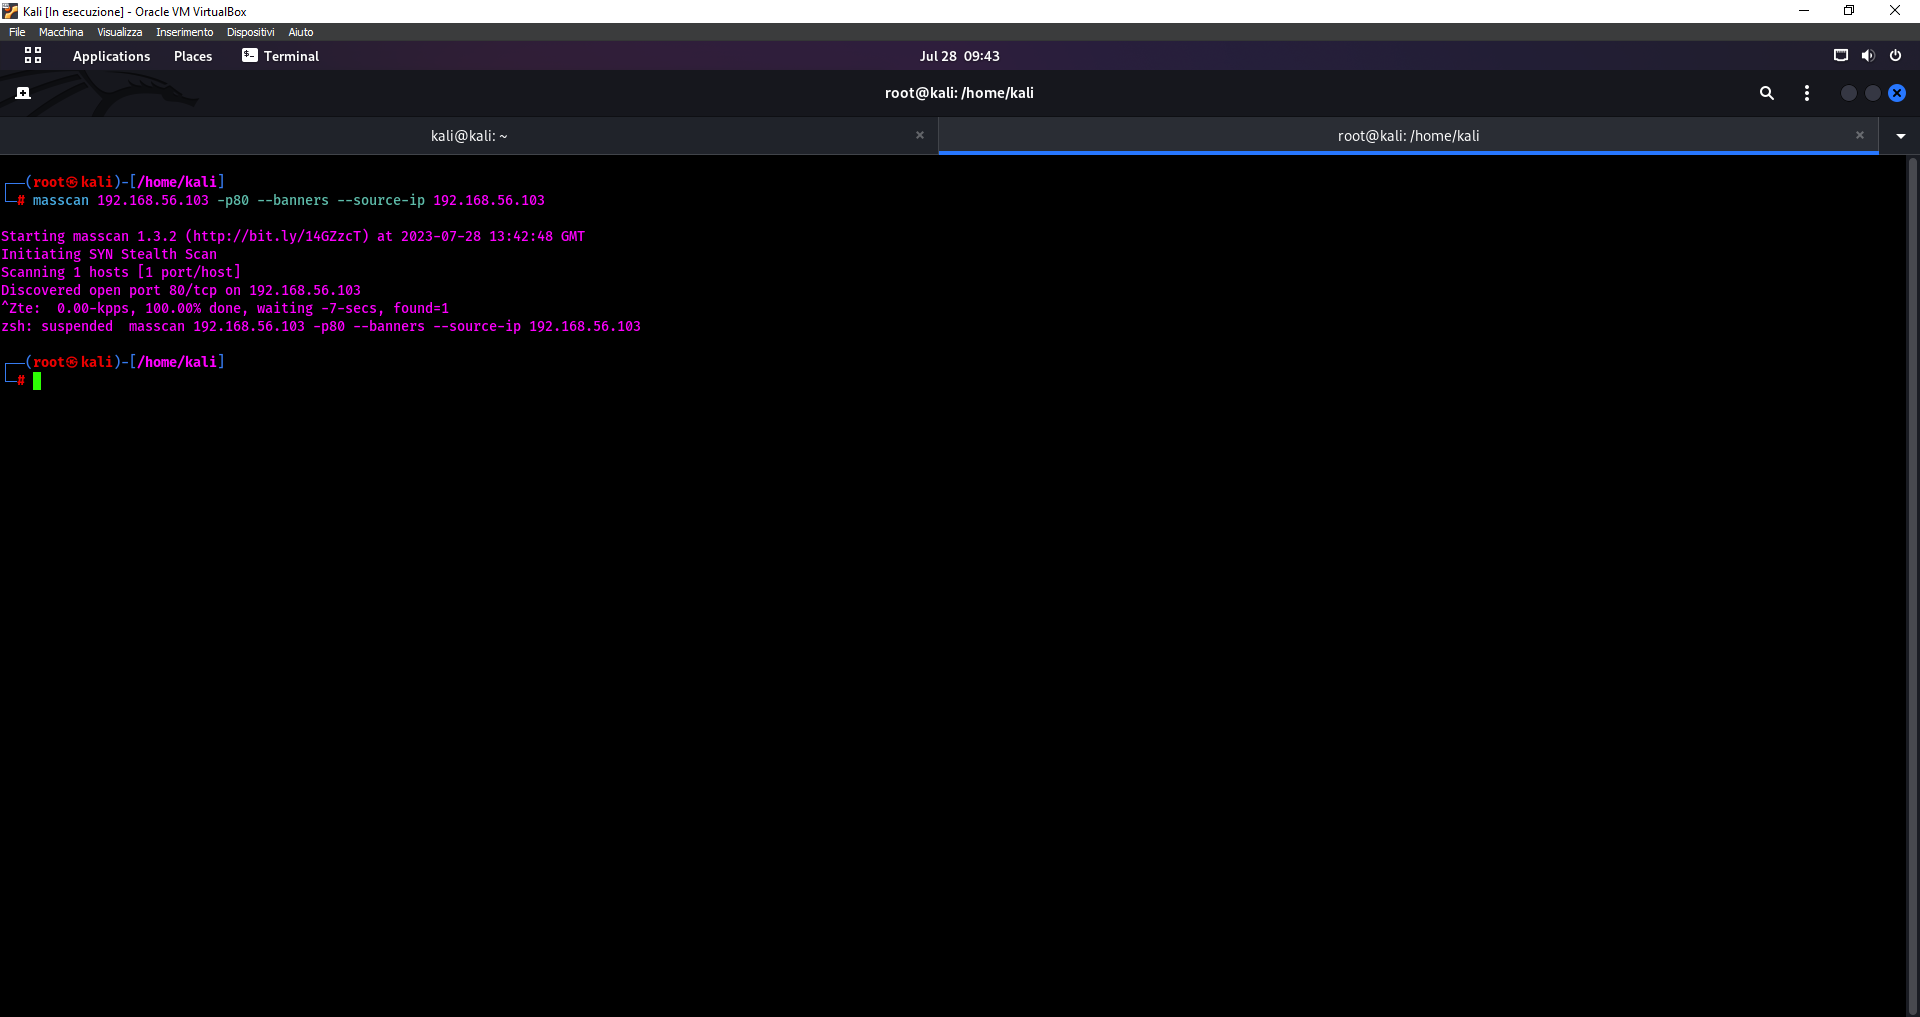 Kali [In esecuzione] - Oracle VM VirtualBox
File Macchina Visualizza Inserimento Dispositivi Aiuto
Applications Places Terminal Jul 28 09:43
root@kali: /home/kali
kali@kali: ~ root@kali: /home/kali
┌──(root㉿kali)-[/home/kali]
└─# masscan 192.168.56.103 -p80 --banners --source-ip 192.168.56.103
Starting masscan 1.3.2 (http://bit.ly/14GZzcT) at 2023-07-28 13:42:48 GMT
Initiating SYN Stealth Scan
Scanning 1 hosts [1 port/host]
Discovered open port 80/tcp on 192.168.56.103
^Zte:  0.00-kpps, 100.00% done, waiting -7-secs, found=1
zsh: suspended  masscan 192.168.56.103 -p80 --banners --source-ip 192.168.56.103
┌──(root㉿kali)-[/home/kali]
└─#